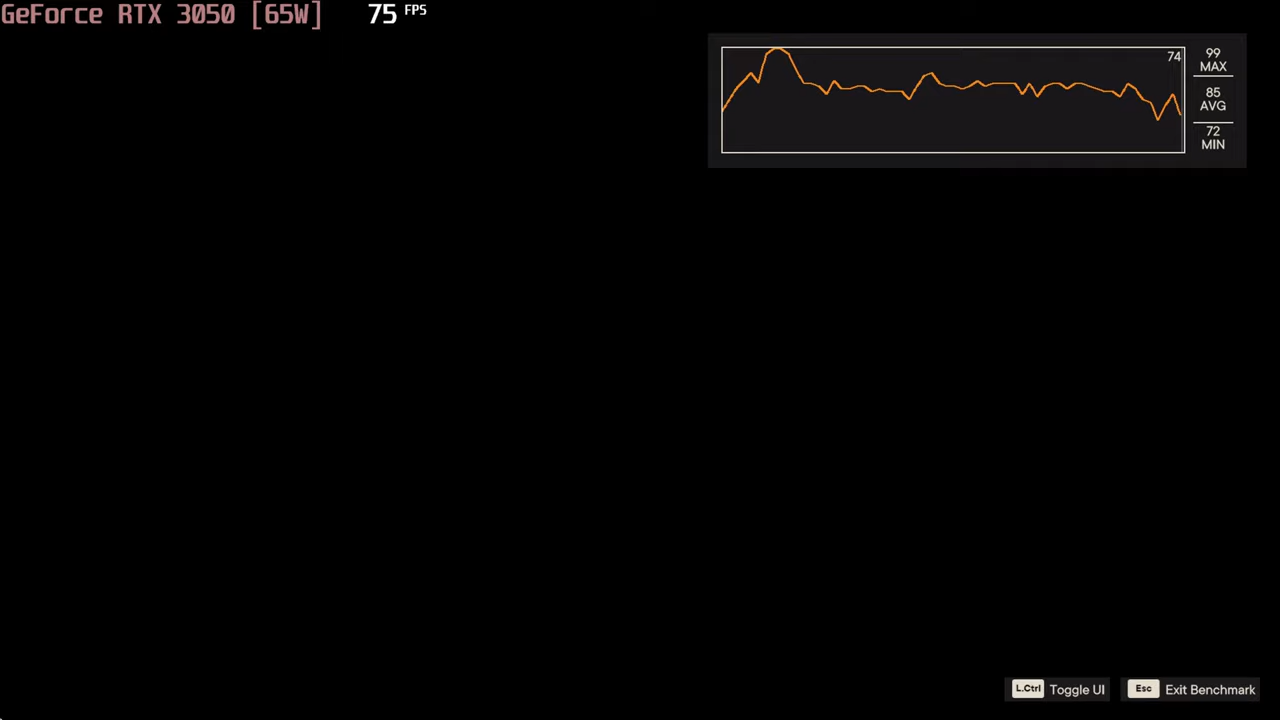 GeForce RTX 3050 [65W] 75 FPS
74
99
MAX
85
AVG
72
MIN
L.Ctrl Toggle UI Esc Exit Benchmark